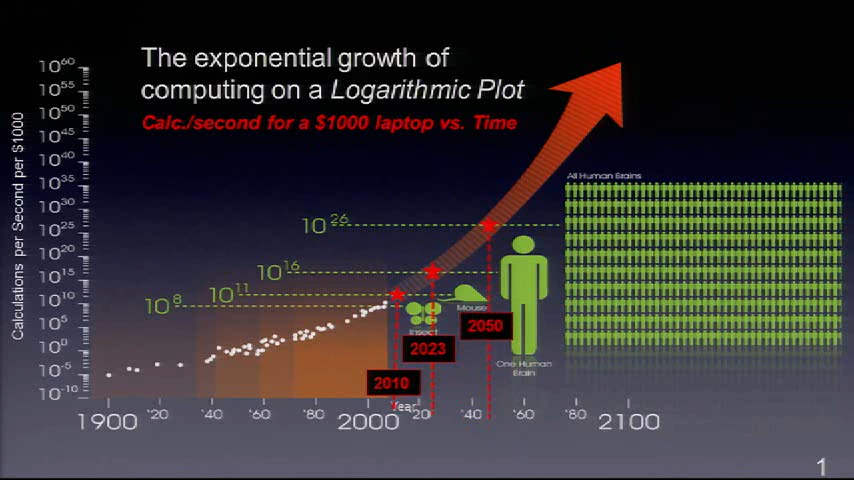 The exponential growth of
computing on a Logarithmic Plot
Calc./second for a $1000 laptop vs. Time
Calculations per Second per $1000
10^60
10^55
10^50
10^45
10^40
10^35
10^30
10^25
10^20
10^15
10^10
10^5
10^0
10^-5
10^-10
10^26
10^16
10^11
10^8
All Human Brains
Mouse
Insect
One Human
Brain
2050
2023
2010
Year
1900 '20 '40 '60 '80 2000 '20 '40 '60 '80 2100
1